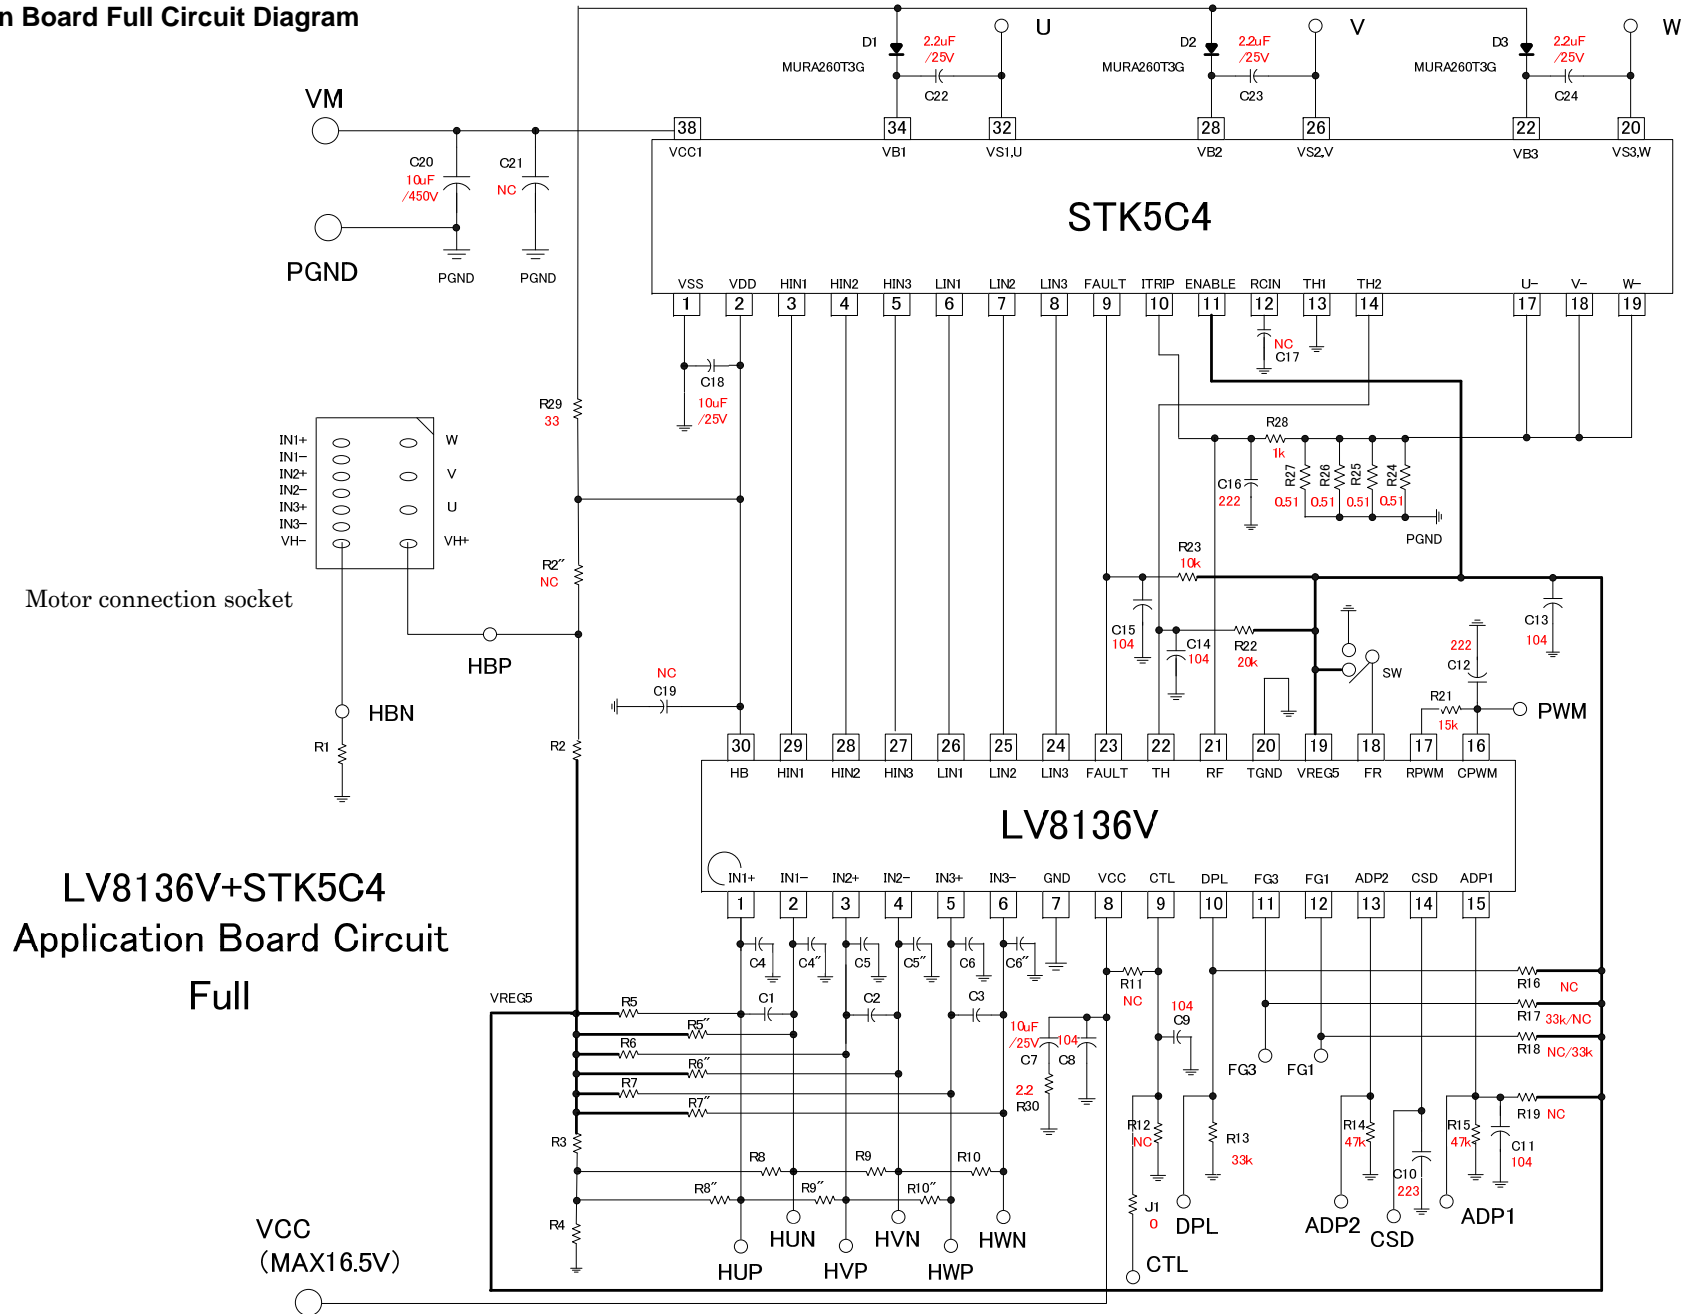 n Board Full Circuit Diagram
U
V
W
D1
MURA260T3G
2.2uF
/25V
C22
D2
MURA260T3G
2.2uF
/25V
C23
D3
MURA260T3G
2.2uF
/25V
C24
VM
C20
10uF
/450V
C21
NC
PGND
PGND
PGND
38
34
32
28
26
22
20
VCC1
VB1
VS1,U
VB2
VS2,V
VB3
VS3,W
STK5C4
VSS
VDD
HIN1
HIN2
HIN3
LIN1
LIN2
LIN3
FAULT
ITRIP
ENABLE
RCIN
TH1
TH2
U-
V-
W-
1
2
3
4
5
6
7
8
9
10
11
12
13
14
17
18
19
NC
C17
C18
10uF
/25V
R29
33
R28
1k
C16
222
R27
0.51
R26
0.51
R25
0.51
R24
0.51
PGND
IN1+
IN1-
IN2+
IN2-
IN3+
IN3-
VH-
W
V
U
VH+
Motor connection socket
R2"
NC
HBP
HBN
R1
R23
10k
C15
104
C14
104
R22
20k
C13
104
222
C12
SW
R21
15k
PWM
NC
C19
R2
30
29
28
27
26
25
24
23
22
21
20
19
18
17
16
HB
HIN1
HIN2
HIN3
LIN1
LIN2
LIN3
FAULT
TH
RF
TGND
VREG5
FR
RPWM
CPWM
LV8136V
IN1+
IN1-
IN2+
IN2-
IN3+
IN3-
GND
VCC
CTL
DPL
FG3
FG1
ADP2
CSD
ADP1
1
2
3
4
5
6
7
8
9
10
11
12
13
14
15
LV8136V+STK5C4
Application Board Circuit
Full
C4
C4"
C5
C5"
C6
C6"
R11
NC
R16
NC
R17
33k/NC
R18
NC/33k
R19
NC
VREG5
R5
R5"
R6
R6"
R7
R7"
C1
C2
C3
10uF
/25V
C7
104
C8
2.2
R30
104
C9
FG3
FG1
R12
NC
R13
33k
R14
47k
R15
47k
C11
104
C10
223
R3
R8
R9
R10
R8"
R9"
R10"
R4
J1
0
DPL
ADP2
CSD
ADP1
HUN
HVN
HWN
HUP
HVP
HWP
CTL
VCC
(MAX16.5V)